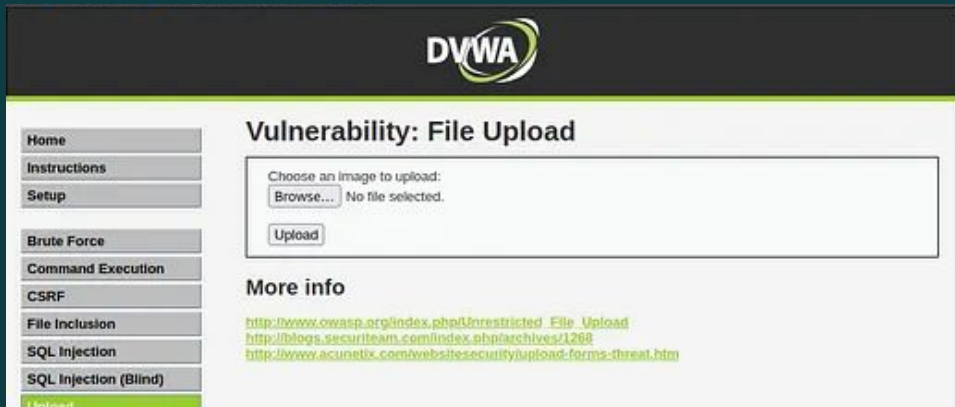 DVWA
Home
Instructions
Setup
Brute Force
Command Execution
CSRF
File Inclusion
SQL Injection
SQL Injection (Blind)
Upload
Vulnerability: File Upload
Choose an image to upload:
Browse... No file selected.
Upload
More info
http://www.owasp.org/index.php/Unrestricted_File_Upload
http://blogs.securiteam.com/index.php/archives/1268
http://www.acunetix.com/websitesecurity/upload-forms-threat.htm